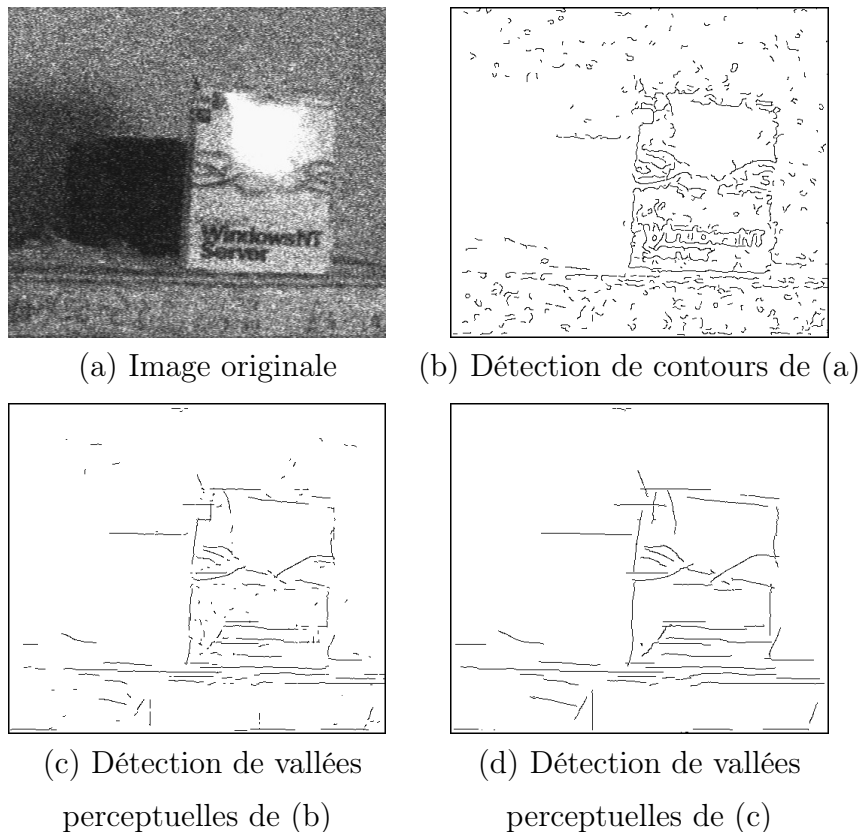 WindowsNT
Server
(a) Image originale
(b) Détection de contours de (a)
(c) Détection de vallées
perceptuelles de (b)
(d) Détection de vallées
perceptuelles de (c)